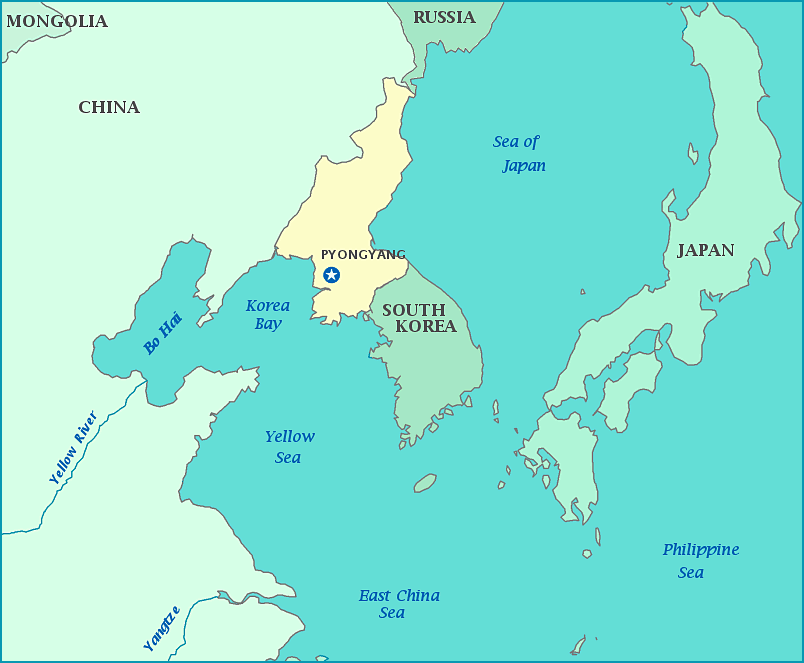 MONGOLIA
RUSSIA
CHINA
Sea of
Japan
PYONGYANG
JAPAN
Korea
Bay
SOUTH
KOREA
Bo Hai
Yellow River
Yellow
Sea
Philippine
Sea
East China
Sea
Yangtze